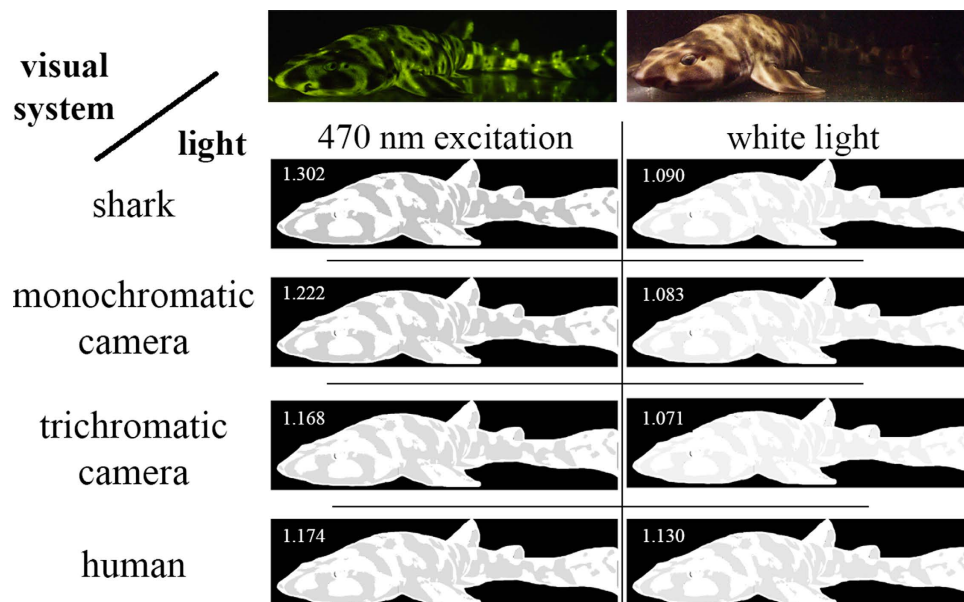 visual
system
light
470 nm excitation
white light
shark
1.302
1.090
monochromatic
camera
1.222
1.083
trichromatic
camera
1.168
1.071
human
1.174
1.130